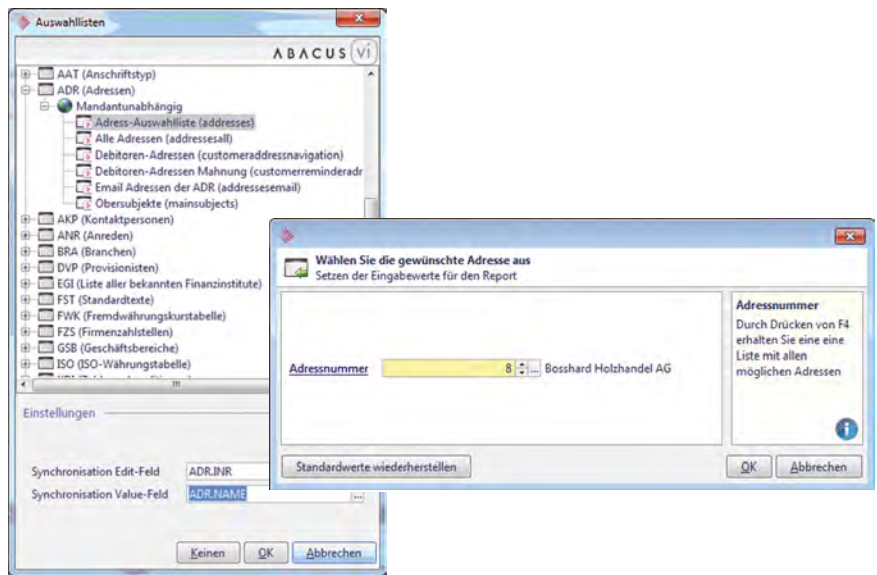 Auswahllisten
ABACUS vi
AAT (Anschriftstyp)
ADR (Adressen)
Mandantunabhängig
Adress-Auswahlliste (addresses)
Alle Adressen (addressesall)
Debitoren-Adressen (customeraddressnavigation)
Debitoren-Adressen Mahnung (customerreminderadr
Email Adressen der ADR (addressesemail)
Obersubjekte (mainsubjects)
AKP (Kontaktpersonen)
ANR (Anreden)
BRA (Branchen)
DVP (Provisionisten)
EGI (Liste aller bekannten Finanzinstitute)
FST (Standardtexte)
FWK (Fremdwährungskurstabelle)
FZS (Firmenzahlstellen)
GSB (Geschäftsbereiche)
ISO (ISO-Währungstabelle)
Einstellungen
Synchronisation Edit-Feld ADR.INR
Synchronisation Value-Feld ADR.NAME ...
Keinen OK Abbrechen
Wählen Sie die gewünschte Adresse aus
Setzen der Eingabewerte für den Report
Adressnummer 8 ... Bosshard Holzhandel AG
Adressnummer
Durch Drücken von F4
erhalten Sie eine eine
Liste mit allen
möglichen Adressen
Standardwerte wiederherstellen OK Abbrechen